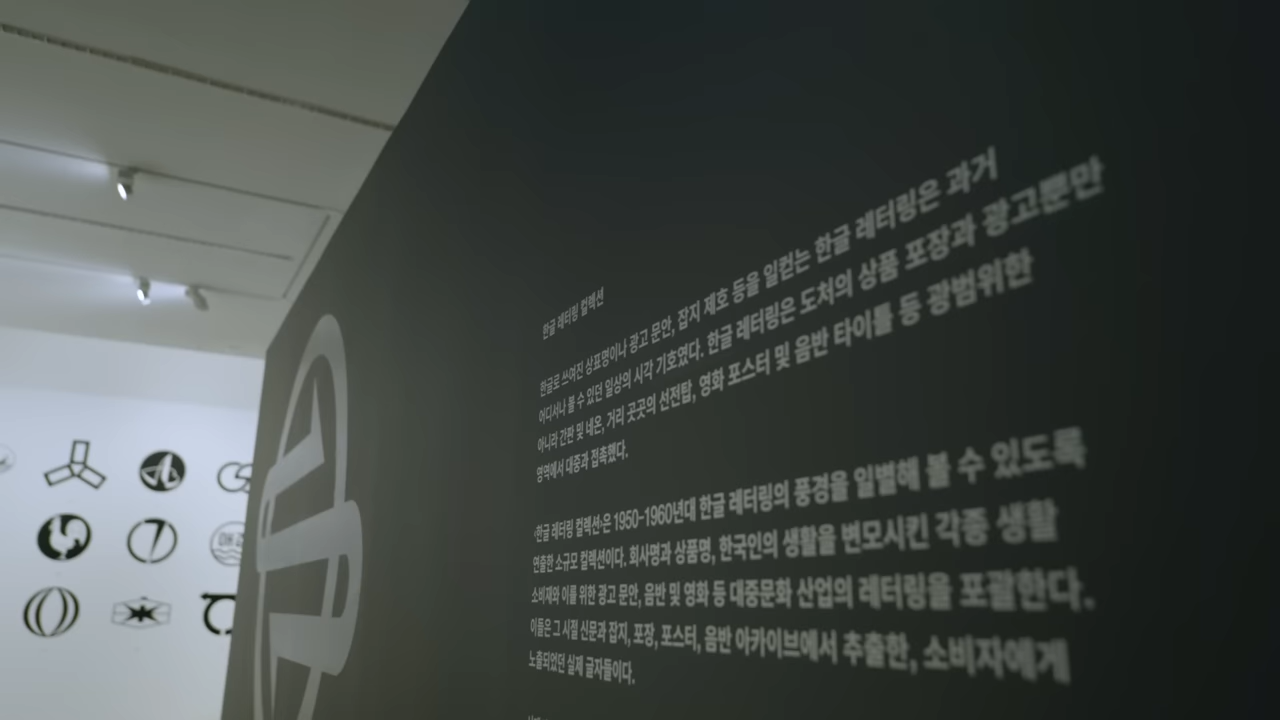 한글 레터링 컬렉션
한글로 쓰여진 상표명이나 광고 문안, 잡지 제호 등을 일컫는 한글 레터링은 과거
어디서나 볼 수 있던 일상의 시각 기호였다. 한글 레터링은 도처의 상품 포장과 광고뿐만
아니라 간판 및 네온, 거리 곳곳의 선전탑, 영화 포스터 및 음반 타이틀 등 광범위한
영역에서 대중과 접촉했다.
‹한글 레터링 컬렉션›은 1950-1960년대 한글 레터링의 풍경을 일별해 볼 수 있도록
연출한 소규모 컬렉션이다. 회사명과 상품명, 한국인의 생활을 변모시킨 각종 생활
소비재와 이를 위한 광고 문안, 음반 및 영화 등 대중문화 산업의 레터링을 포괄한다.
이들은 그 시절 신문과 잡지, 포장, 포스터, 음반 아카이브에서 추출한, 소비자에게
노출되었던 실제 글자들이다.